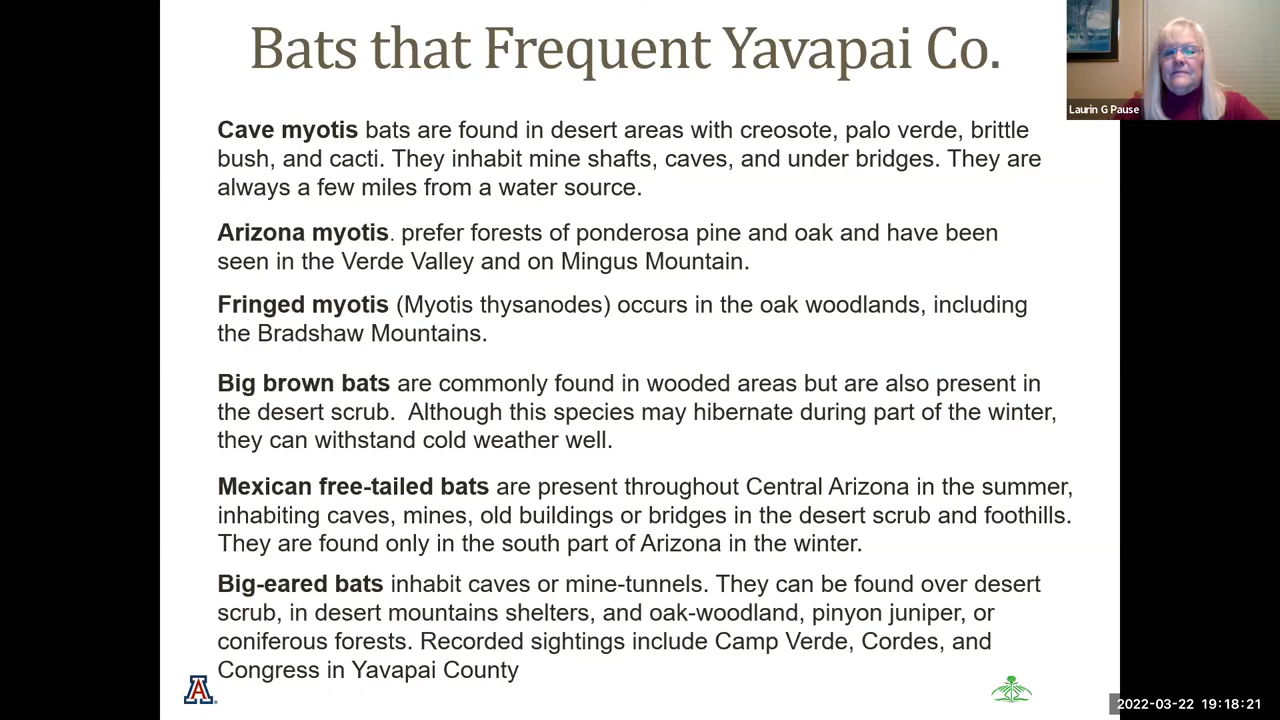 Bats that Frequent Yavapai Co.
Laurin G Pause
Cave myotis bats are found in desert areas with creosote, palo verde, brittle
bush, and cacti. They inhabit mine shafts, caves, and under bridges. They are
always a few miles from a water source.
Arizona myotis. prefer forests of ponderosa pine and oak and have been
seen in the Verde Valley and on Mingus Mountain.
Fringed myotis (Myotis thysanodes) occurs in the oak woodlands, including
the Bradshaw Mountains.
Big brown bats are commonly found in wooded areas but are also present in
the desert scrub.  Although this species may hibernate during part of the winter,
they can withstand cold weather well.
Mexican free-tailed bats are present throughout Central Arizona in the summer,
inhabiting caves, mines, old buildings or bridges in the desert scrub and foothills.
They are found only in the south part of Arizona in the winter.
Big-eared bats inhabit caves or mine-tunnels. They can be found over desert
scrub, in desert mountains shelters, and oak-woodland, pinyon juniper, or
coniferous forests. Recorded sightings include Camp Verde, Cordes, and
Congress in Yavapai County
A
2022-03-22 19:18:21